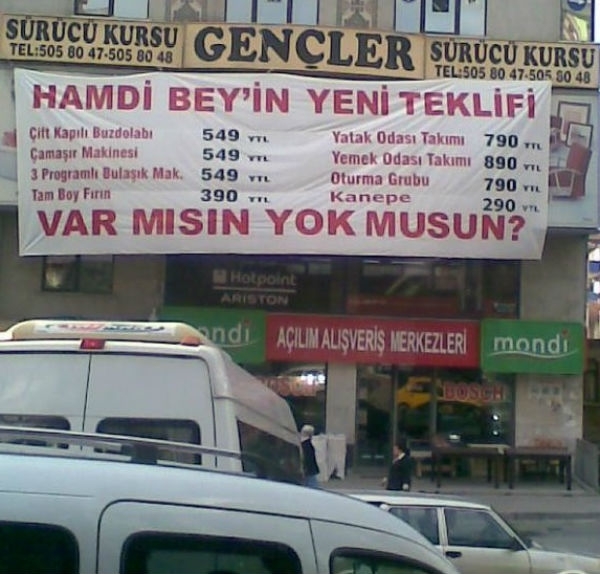 SÜRÜCÜ KURSU GENÇLER SÜRÜCÜ KURSU
TEL:505 80 47-505 80 48 TEL:505 80 47-505 80 48
HAMDİ BEY'İN YENİ TEKLİFİ
Çift Kapılı Buzdolabı 549 YTL
Çamaşır Makinesi 549 YTL
3 Programlı Bulaşık Mak. 549 YTL
Tam Boy Fırın 390 YTL
Yatak Odası Takımı 790 YTL
Yemek Odası Takımı 890 YTL
Oturma Grubu 790 YTL
Kanepe 290 YTL
VAR MISIN YOK MUSUN?
Hotpoint
ARISTON
mondi AÇILIM ALIŞVERİŞ MERKEZLERİ mondi
BOSCH